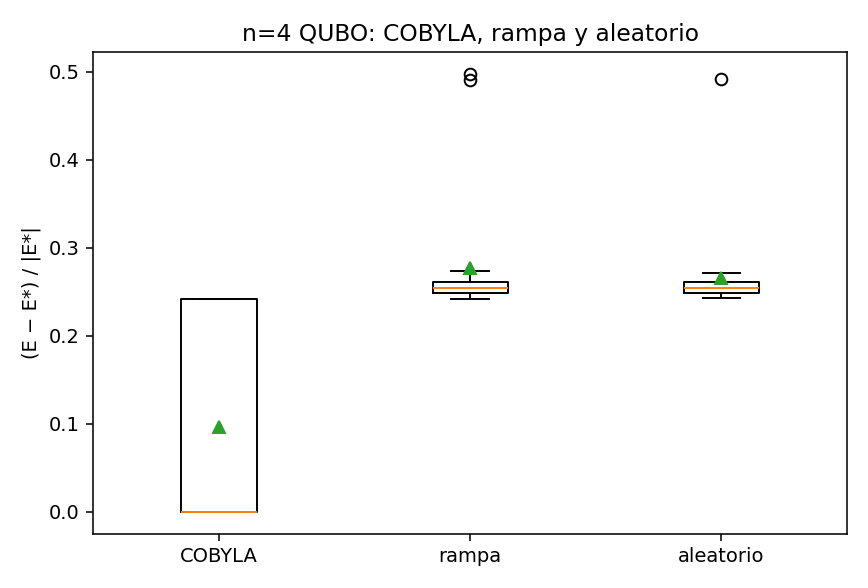 n=4 QUBO: COBYLA, rampa y aleatorio
(E − E*) / |E*|
0.5
0.4
0.3
0.2
0.1
0.0
COBYLA
rampa
aleatorio